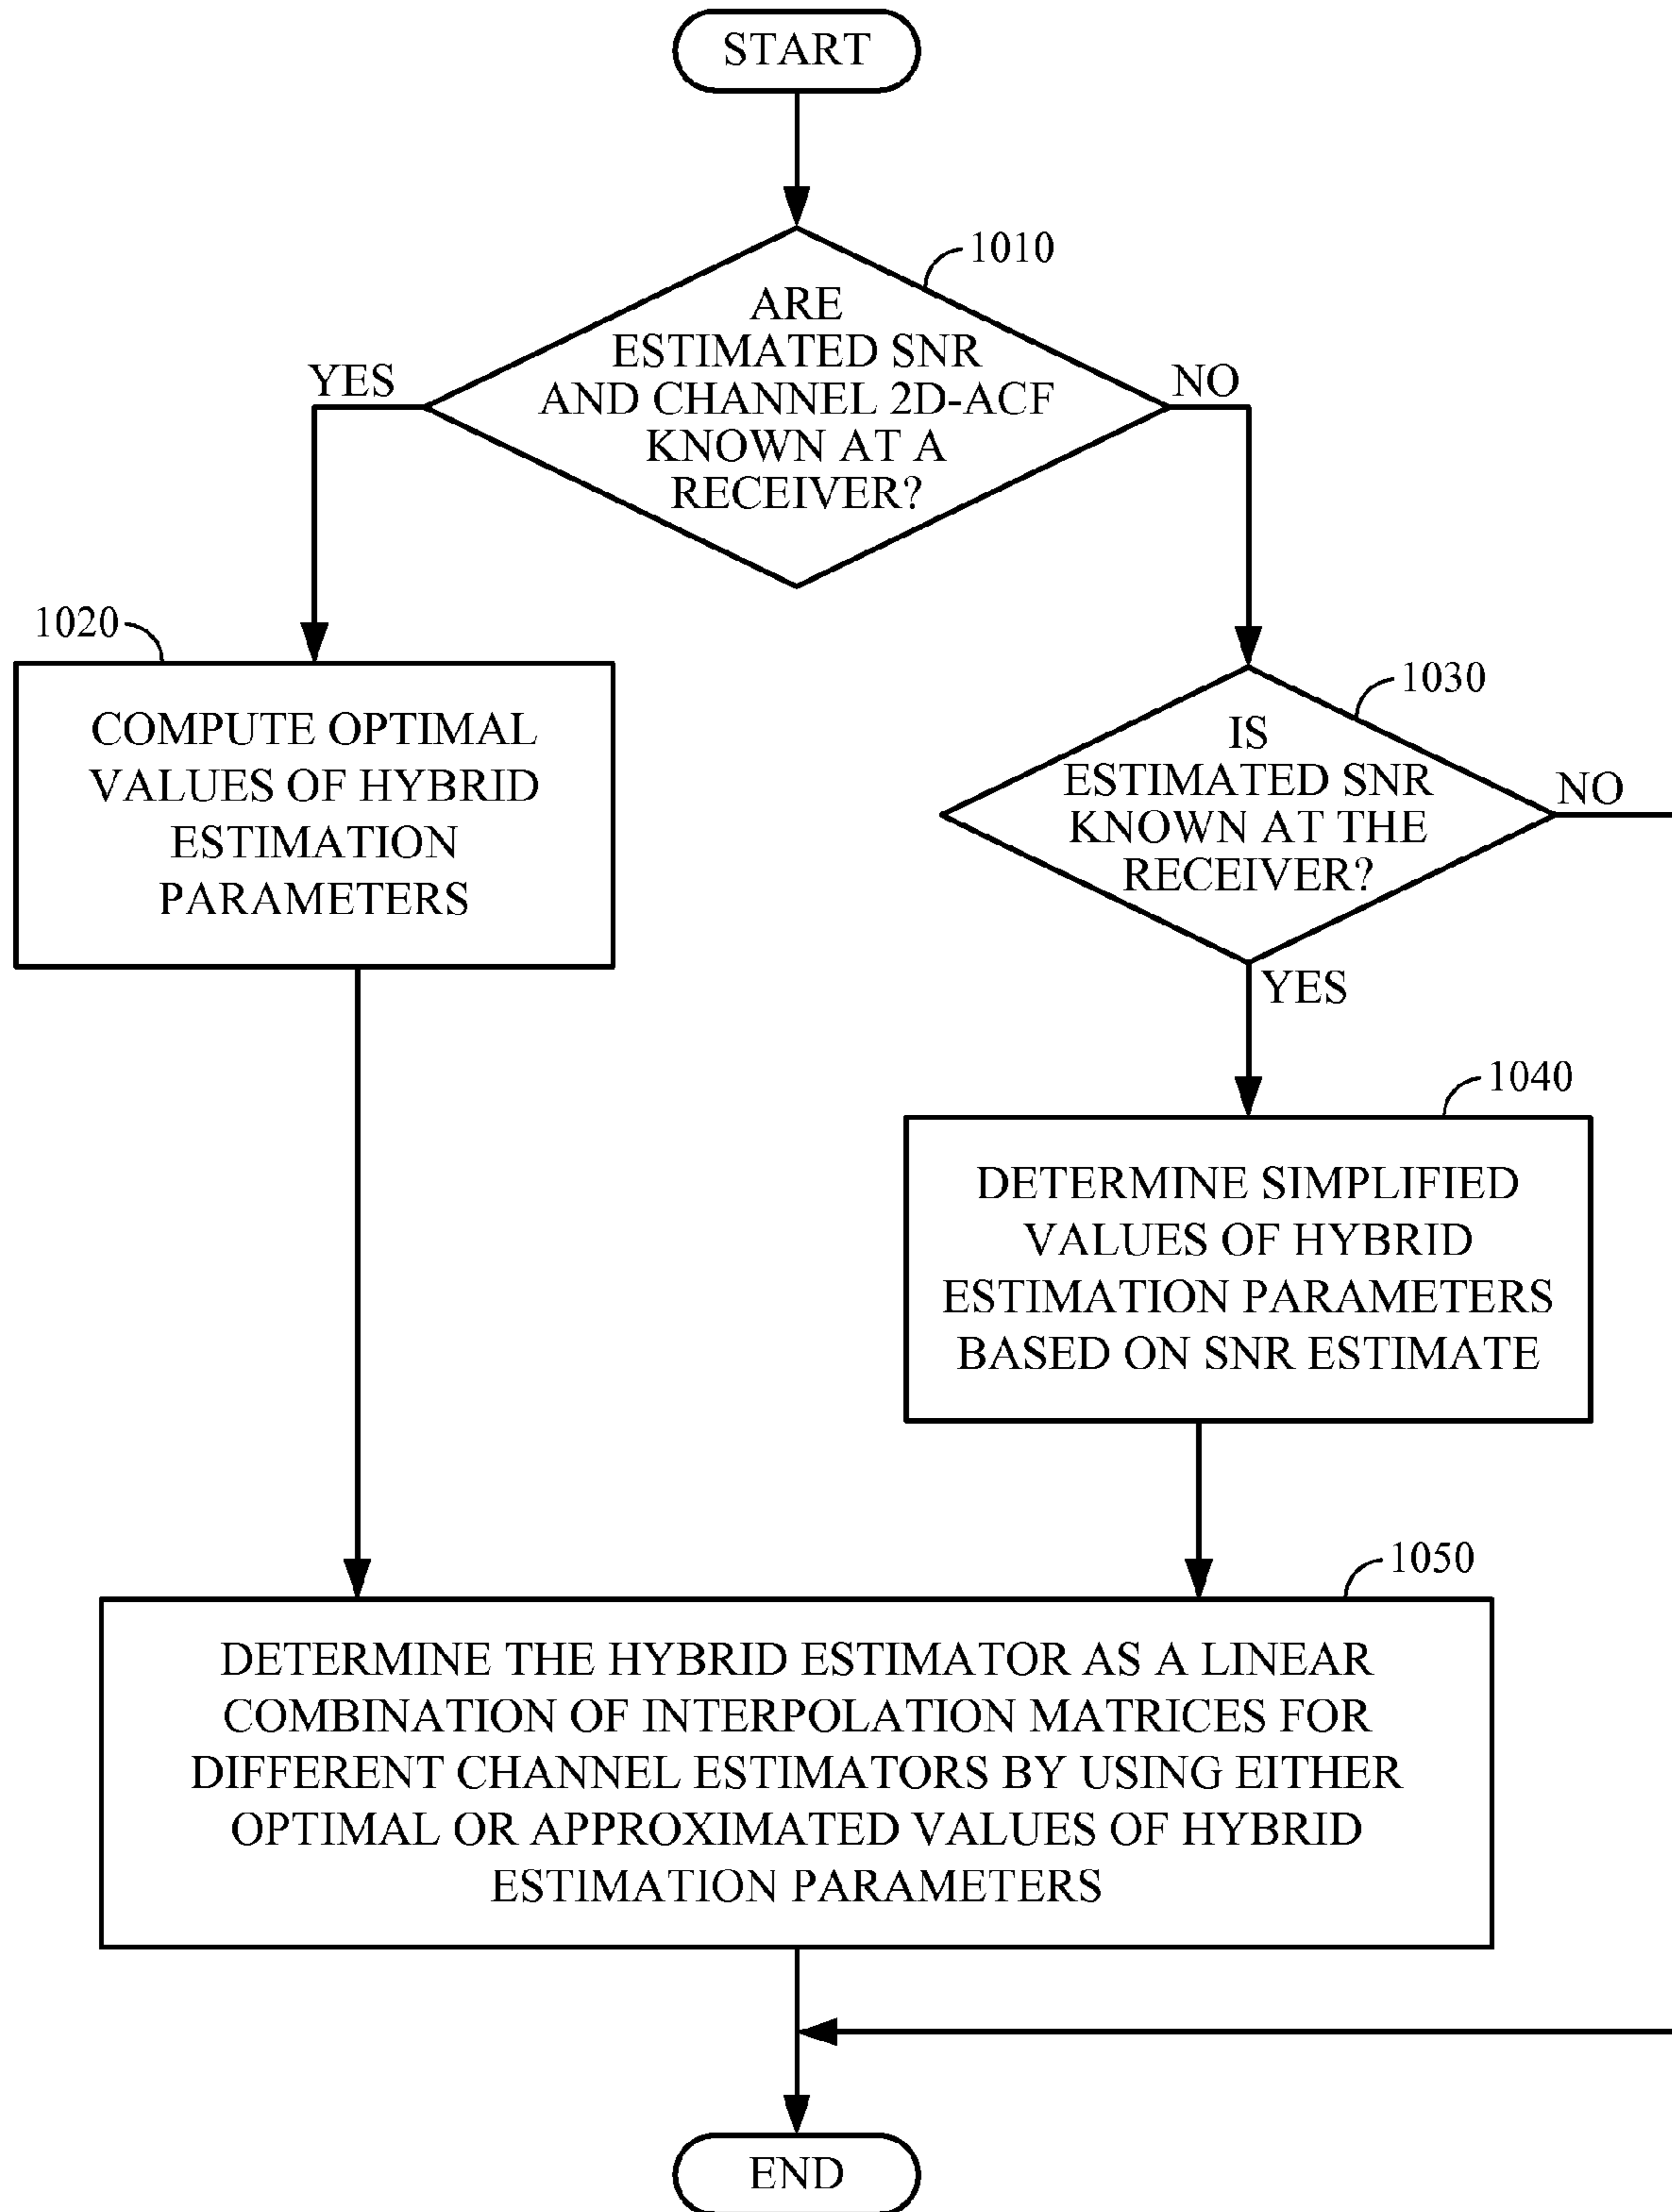 START
1010
ARE
ESTIMATED SNR
AND CHANNEL 2D-ACF
KNOWN AT A
RECEIVER?
YES
NO
1020
COMPUTE OPTIMAL
VALUES OF HYBRID
ESTIMATION
PARAMETERS
1030
IS
ESTIMATED SNR
KNOWN AT THE
RECEIVER?
NO
YES
1040
DETERMINE SIMPLIFIED
VALUES OF HYBRID
ESTIMATION PARAMETERS
BASED ON SNR ESTIMATE
1050
DETERMINE THE HYBRID ESTIMATOR AS A LINEAR
COMBINATION OF INTERPOLATION MATRICES FOR
DIFFERENT CHANNEL ESTIMATORS BY USING EITHER
OPTIMAL OR APPROXIMATED VALUES OF HYBRID
ESTIMATION PARAMETERS
END